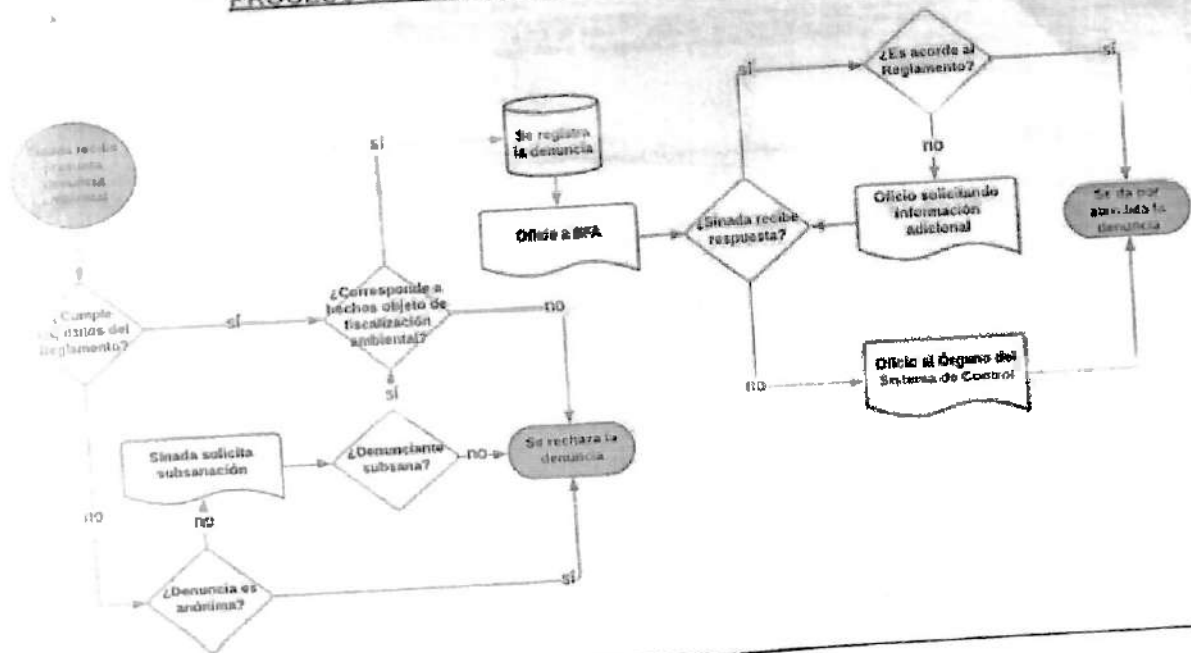 ¿Es acorde al
Reglamento?
sí
sí
no
Se registra
la denuncia
sí
Oficio a
¿Sinada recibe
respuesta?
Oficio solicitando
información
adicional
Se da por
la
denuncia
recibe
¿Cumple
del
Reglamento?
sí
¿Corresponde a
hechos objeto de
fiscalización
ambiental?
no
sí
no
Oficio al Órgano del
Sistema de Control
Sinada solicita
subsanación
¿Denunciante
subsana?
no
Se rechaza la
denuncia
no
no
¿Denuncia es
anónima?
sí